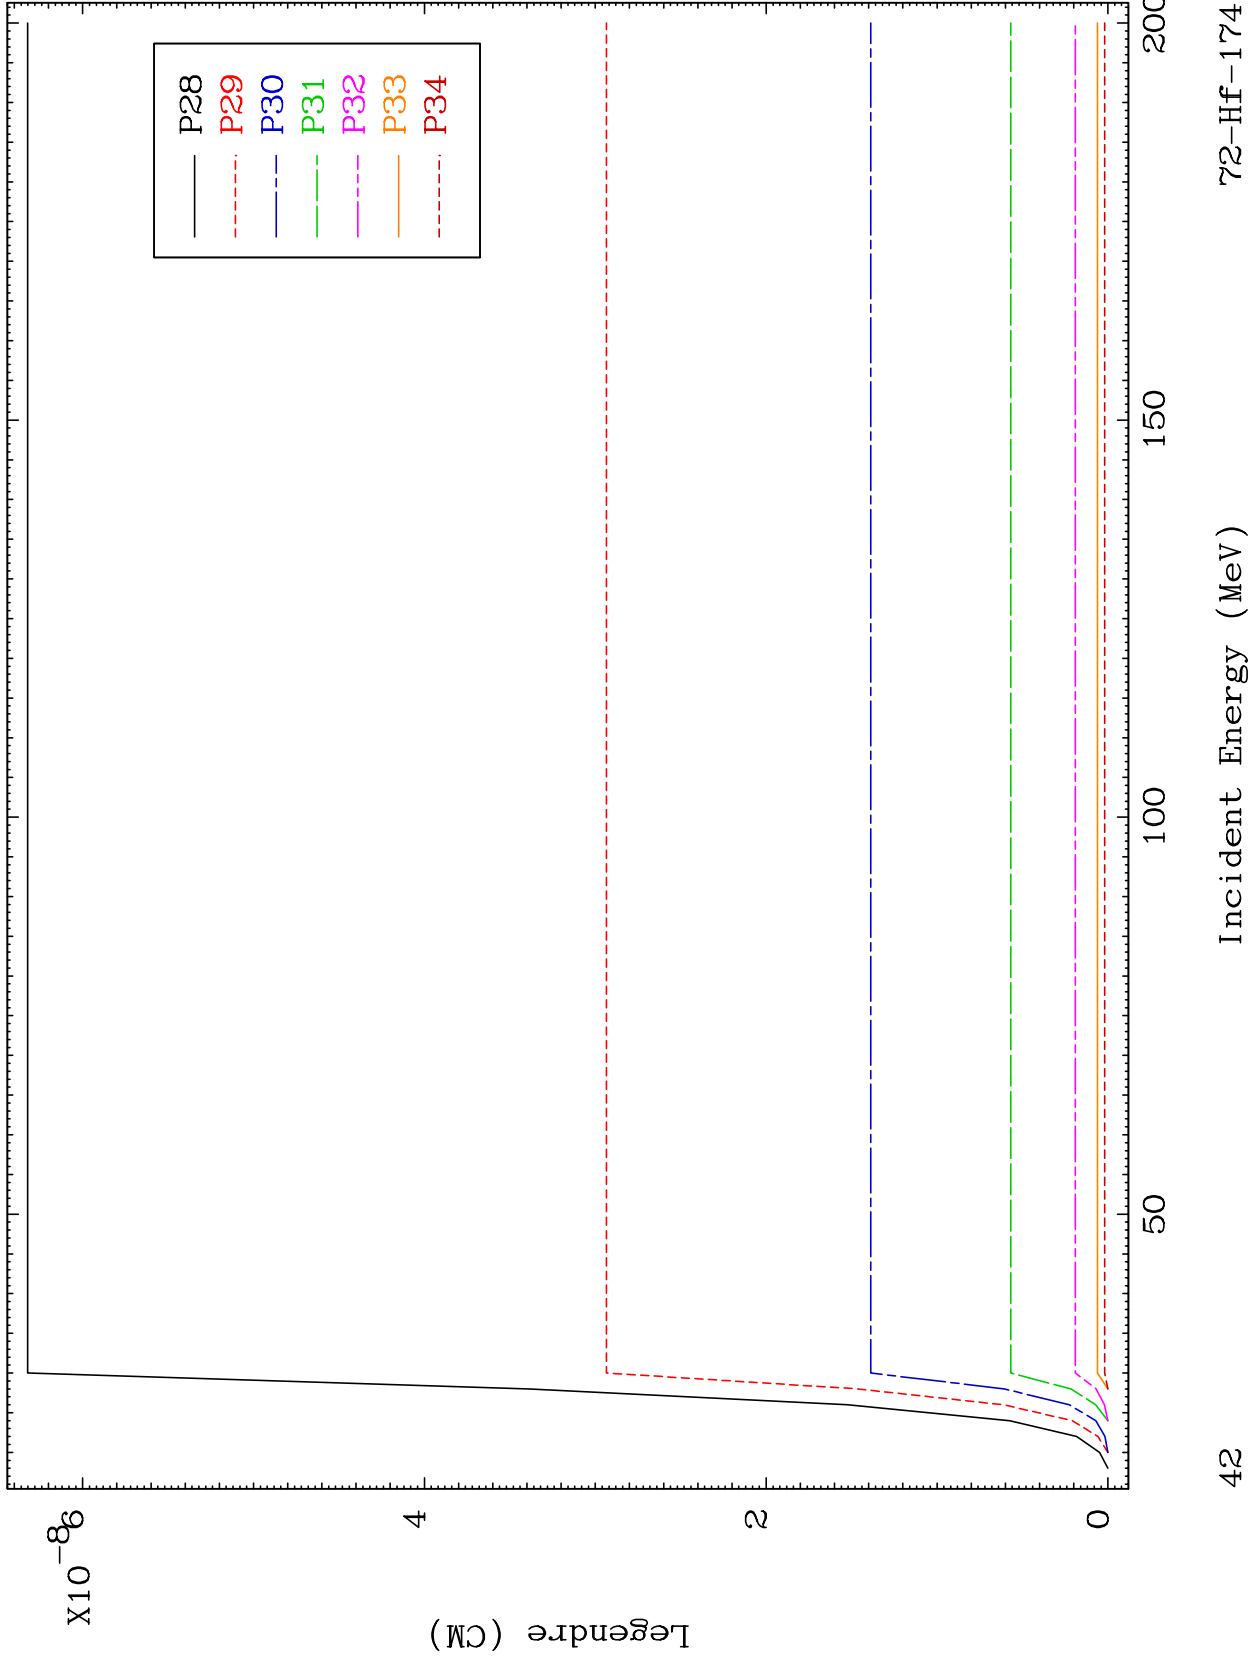 X10^-8
Legendre (CM)
6
4
2
0
P28
P29
P30
P31
P32
P33
P34
50
100
150
200
Incident Energy (MeV)
42
72-Hf-174